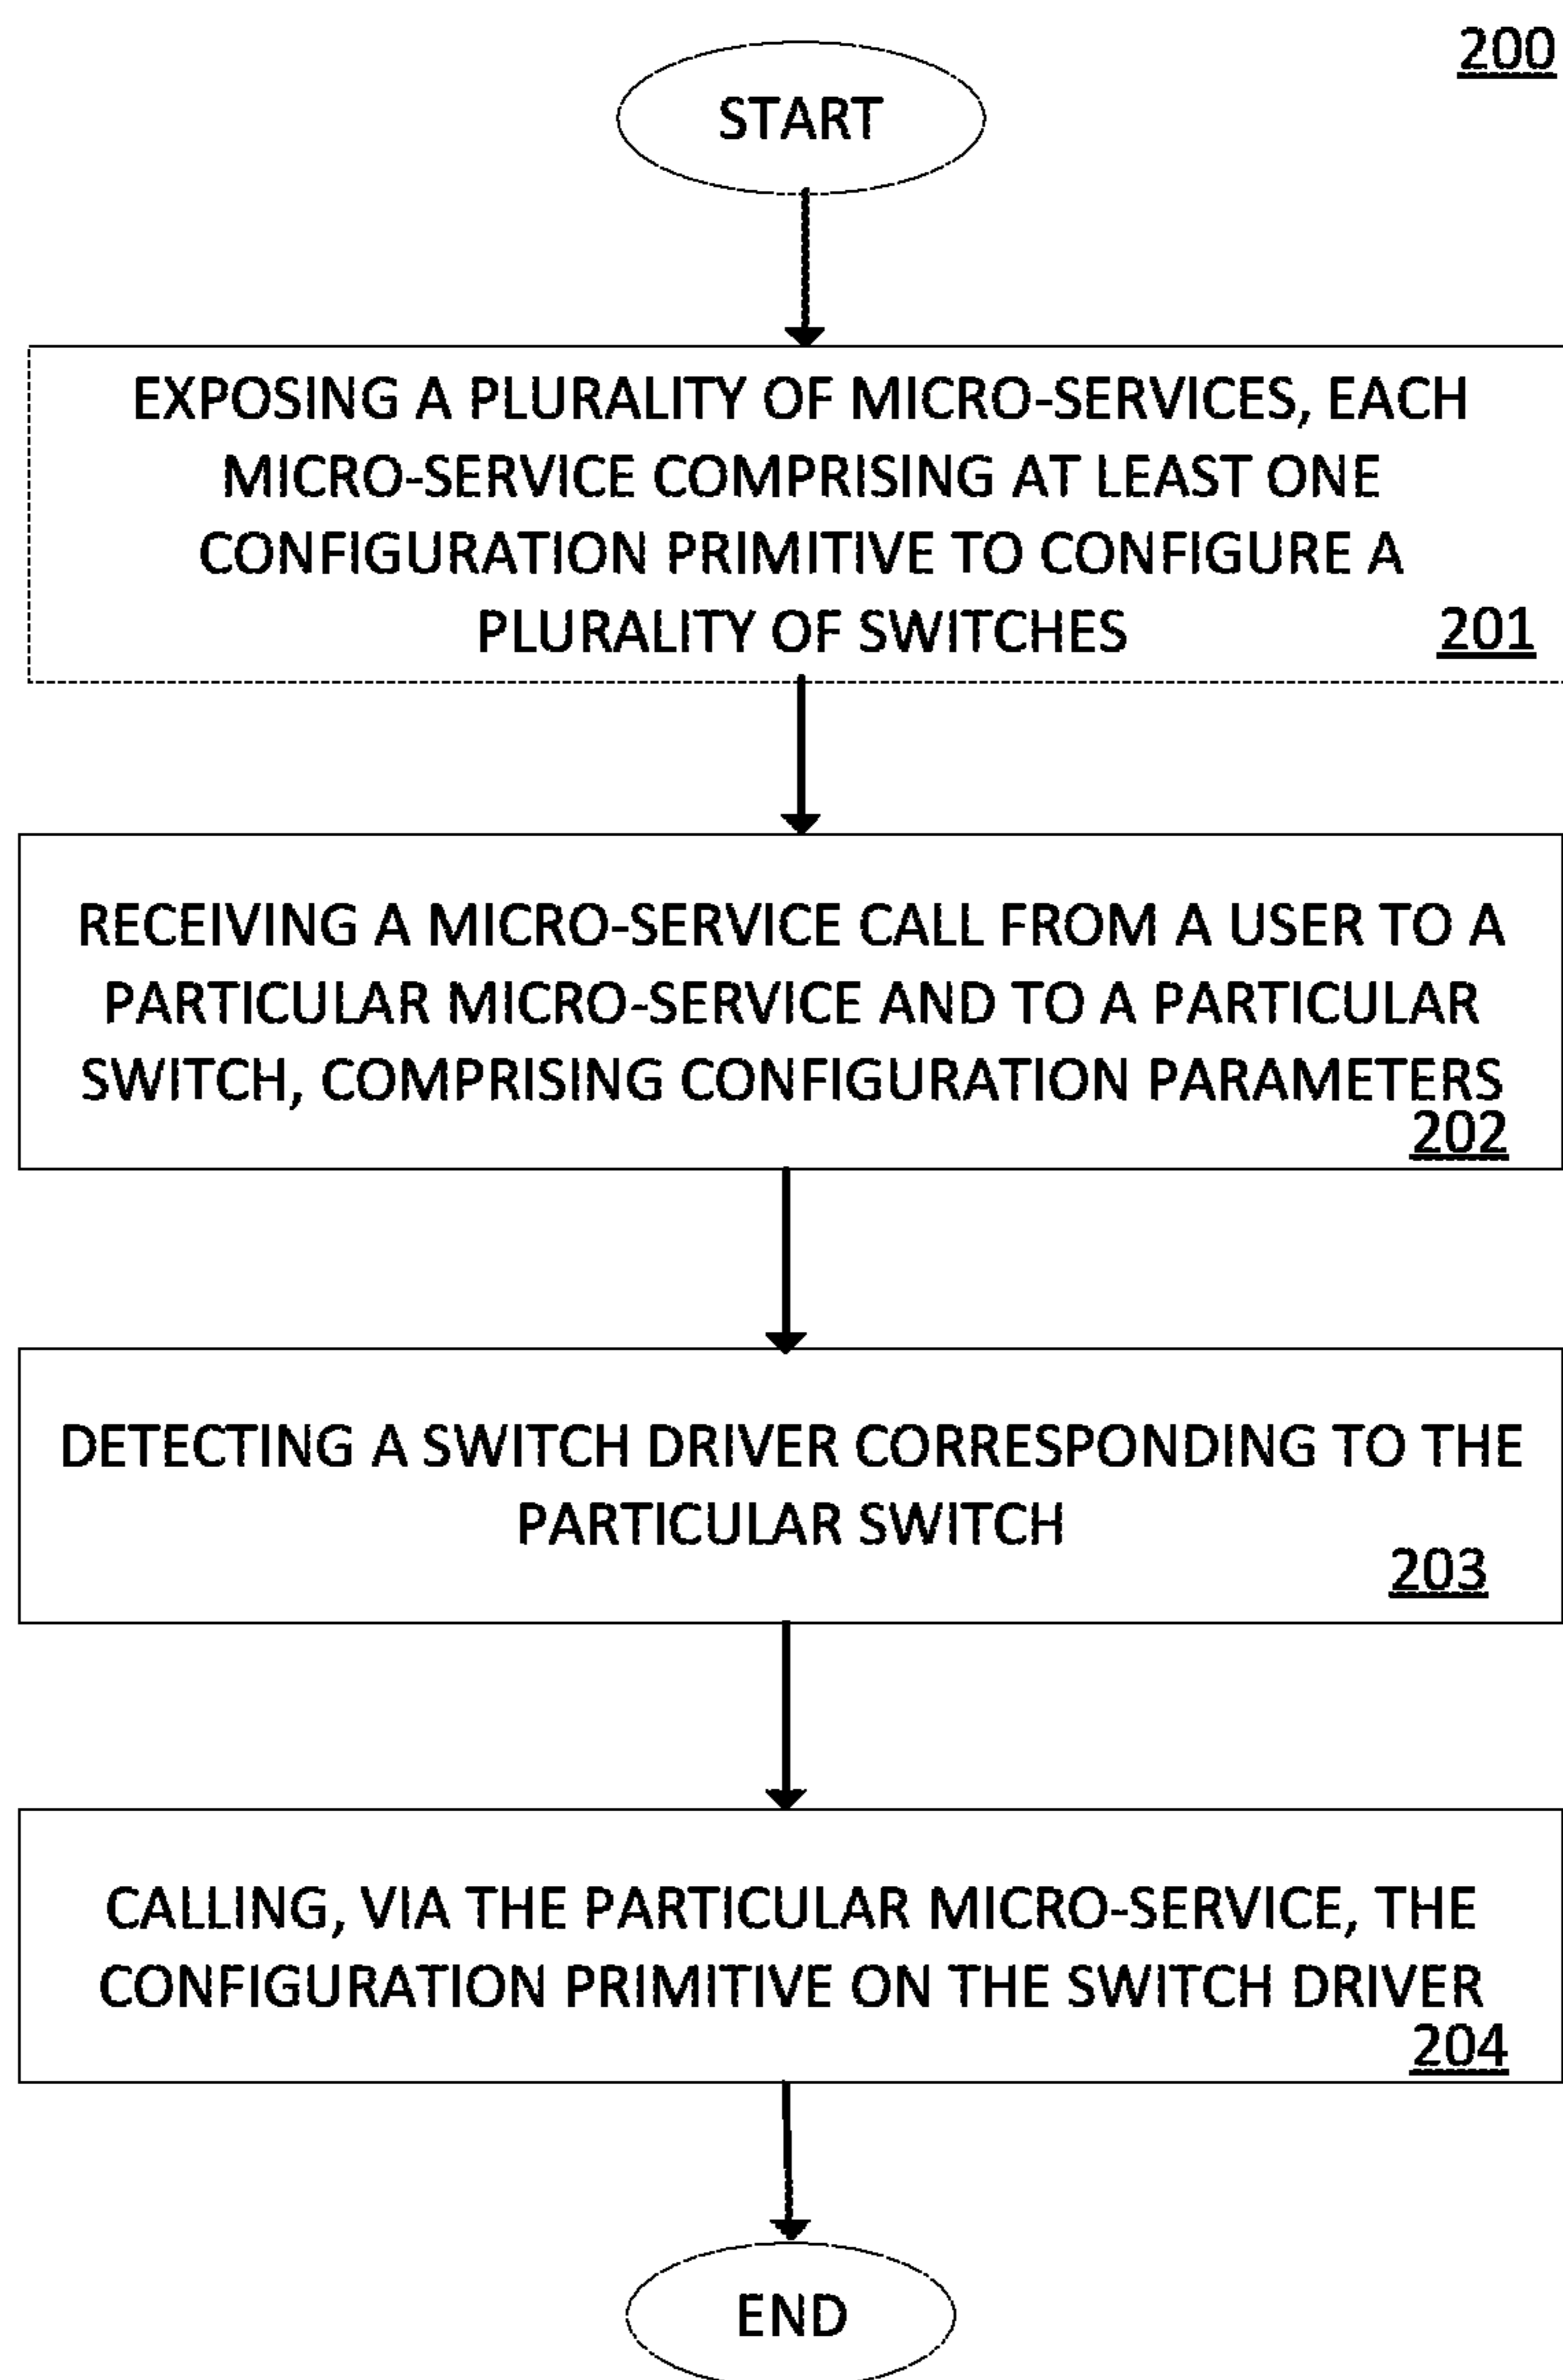 200
START
EXPOSING A PLURALITY OF MICRO-SERVICES, EACH
MICRO-SERVICE COMPRISING AT LEAST ONE
CONFIGURATION PRIMITIVE TO CONFIGURE A
PLURALITY OF SWITCHES
201
RECEIVING A MICRO-SERVICE CALL FROM A USER TO A
PARTICULAR MICRO-SERVICE AND TO A PARTICULAR
SWITCH, COMPRISING CONFIGURATION PARAMETERS
202
DETECTING A SWITCH DRIVER CORRESPONDING TO THE
PARTICULAR SWITCH
203
CALLING, VIA THE PARTICULAR MICRO-SERVICE, THE
CONFIGURATION PRIMITIVE ON THE SWITCH DRIVER
204
END